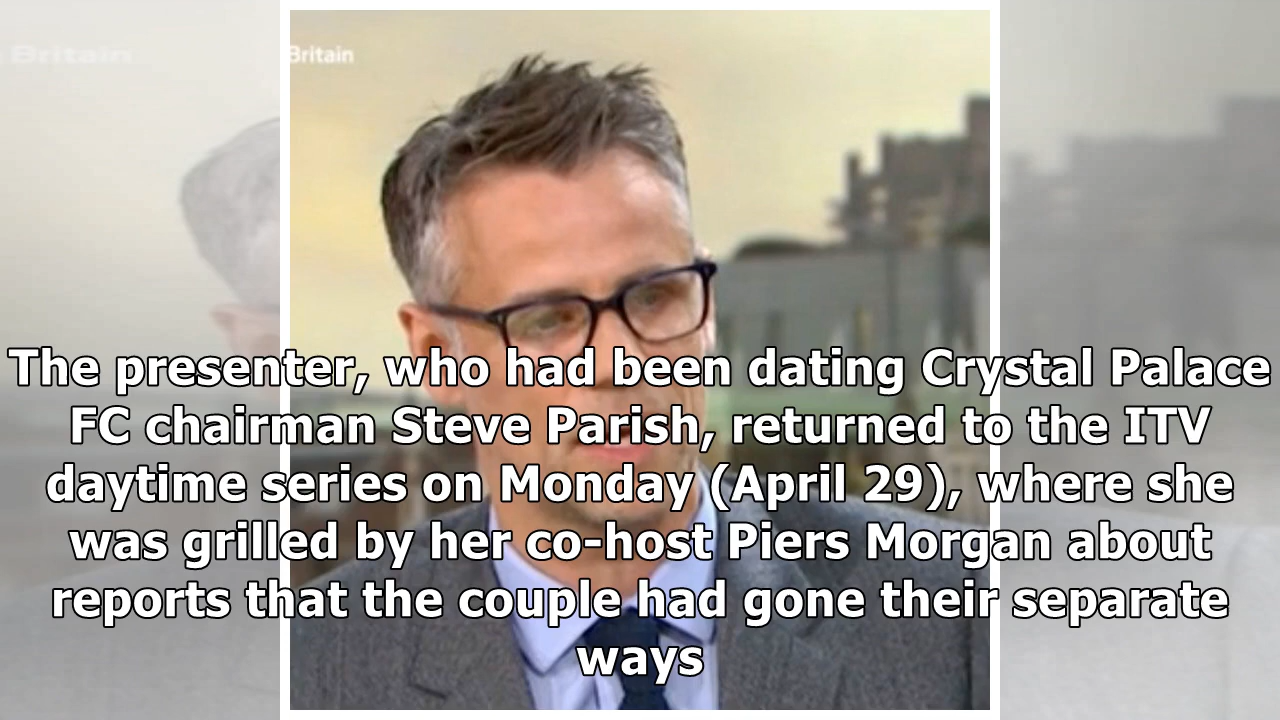 Britain
Britain
The presenter, who had been dating Crystal Palace
FC chairman Steve Parish, returned to the ITV
daytime series on Monday (April 29), where she
was grilled by her co-host Piers Morgan about
reports that the couple had gone their separate
ways